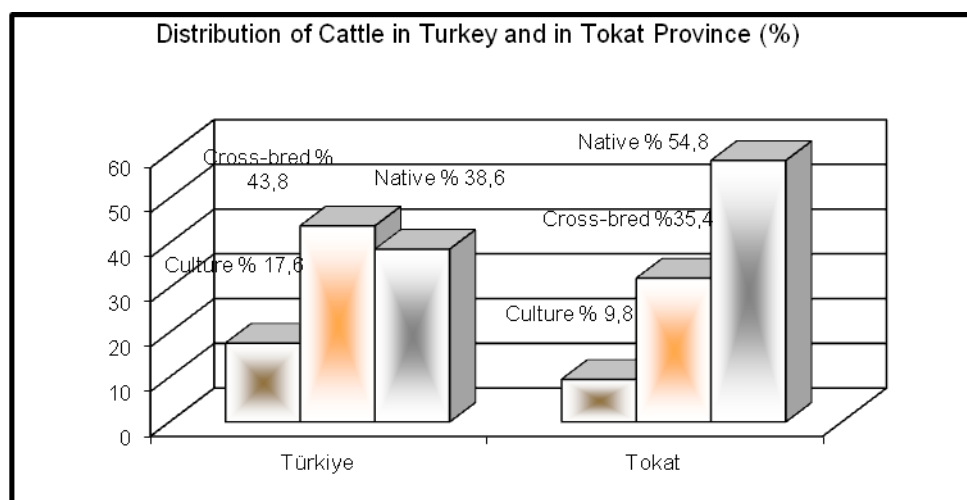 Distribution of Cattle in Turkey and in Tokat Province (%)
60
50
40
30
20
10
0
Cross-bred %
43,8
Native % 38,6
Culture % 17,6
Native % 54,8
Cross-bred %35,4
Culture % 9,8
Türkiye
Tokat